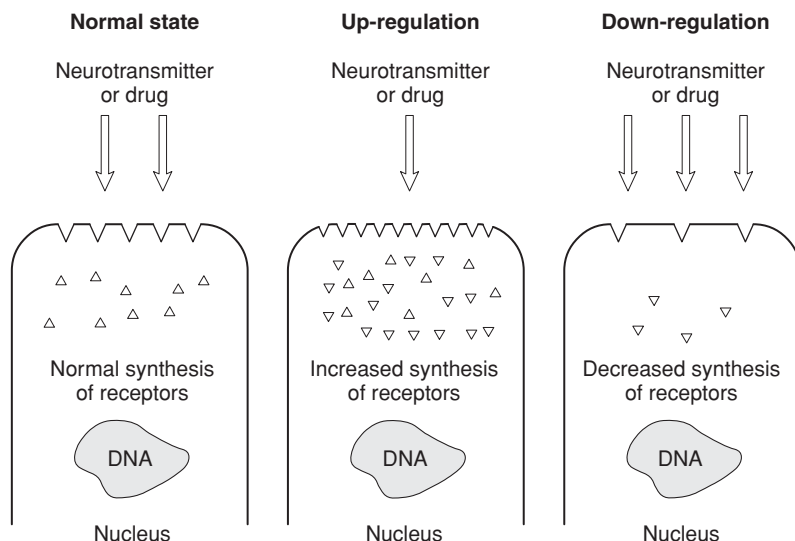 Normal state
Neurotransmitter
or drug
Normal synthesis
of receptors
DNA
Nucleus
Up-regulation
Neurotransmitter
or drug
Increased synthesis
of receptors
DNA
Nucleus
Down-regulation
Neurotransmitter
or drug
Decreased synthesis
of receptors
DNA
Nucleus